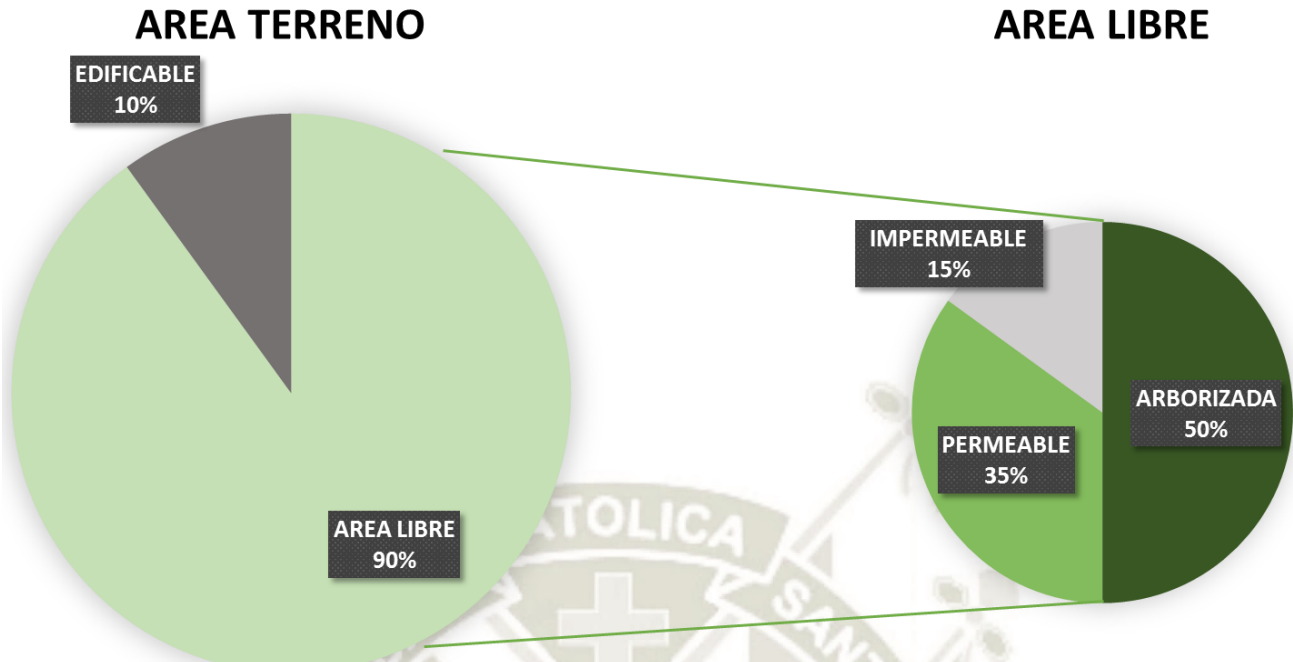 AREA TERRENO
AREA LIBRE
EDIFICABLE
10%
AREA LIBRE
90%
IMPERMEABLE
15%
PERMEABLE
35%
ARBORIZADA
50%